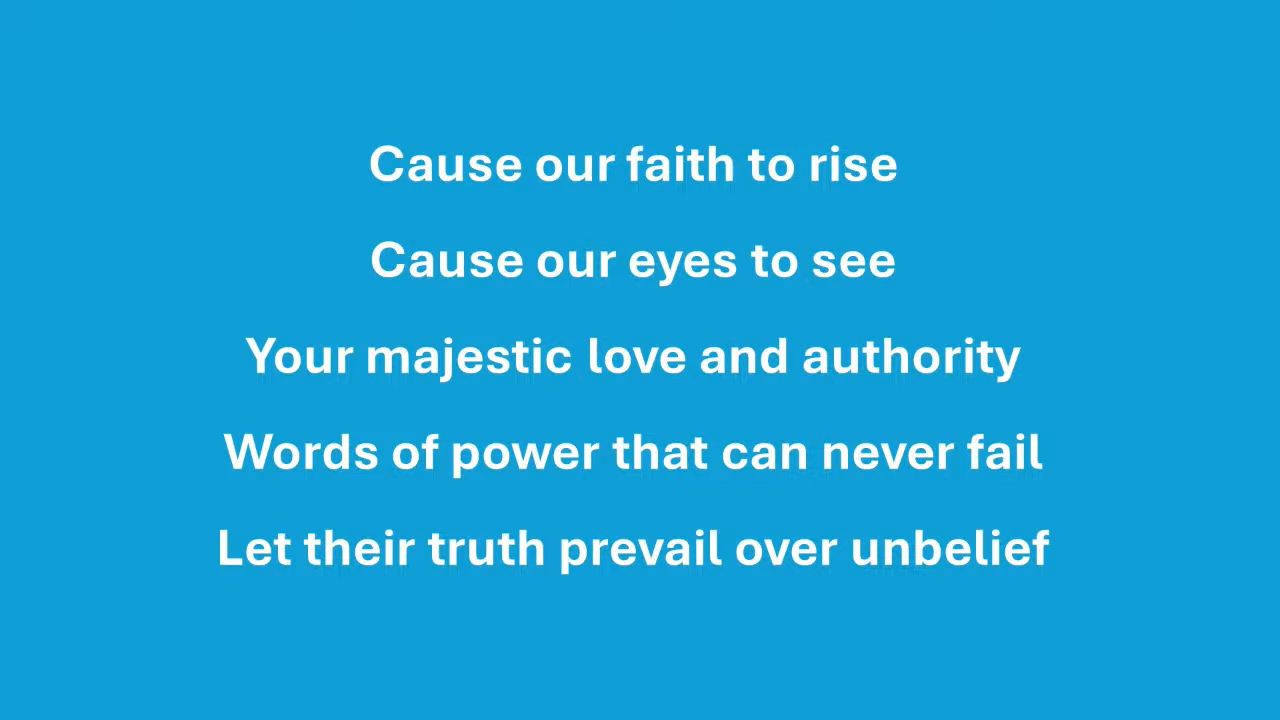 Cause our faith to rise
Cause our eyes to see
Your majestic love and authority
Words of power that can never fail
Let their truth prevail over unbelief